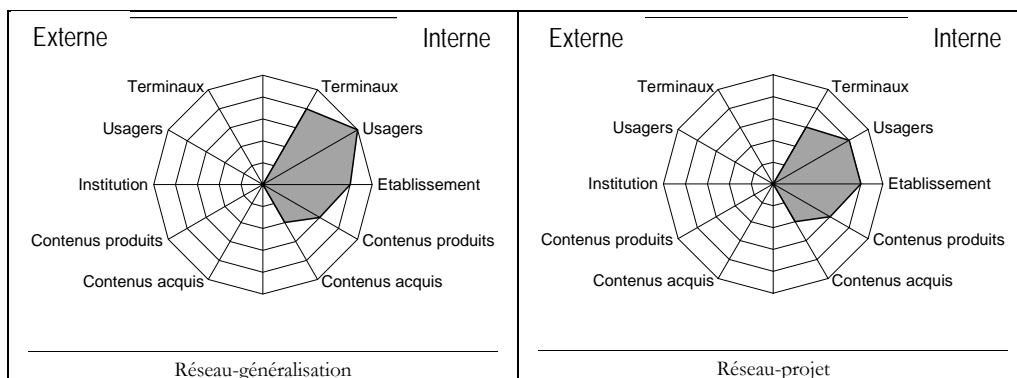 Externe
Interne
Terminaux
Terminaux
Usagers
Usagers
Institution
Etablissement
Contenus produits
Contenus produits
Contenus acquis
Contenus acquis
Réseau-généralisation
Externe
Interne
Terminaux
Terminaux
Usagers
Usagers
Institution
Etablissement
Contenus produits
Contenus produits
Contenus acquis
Contenus acquis
Réseau-projet